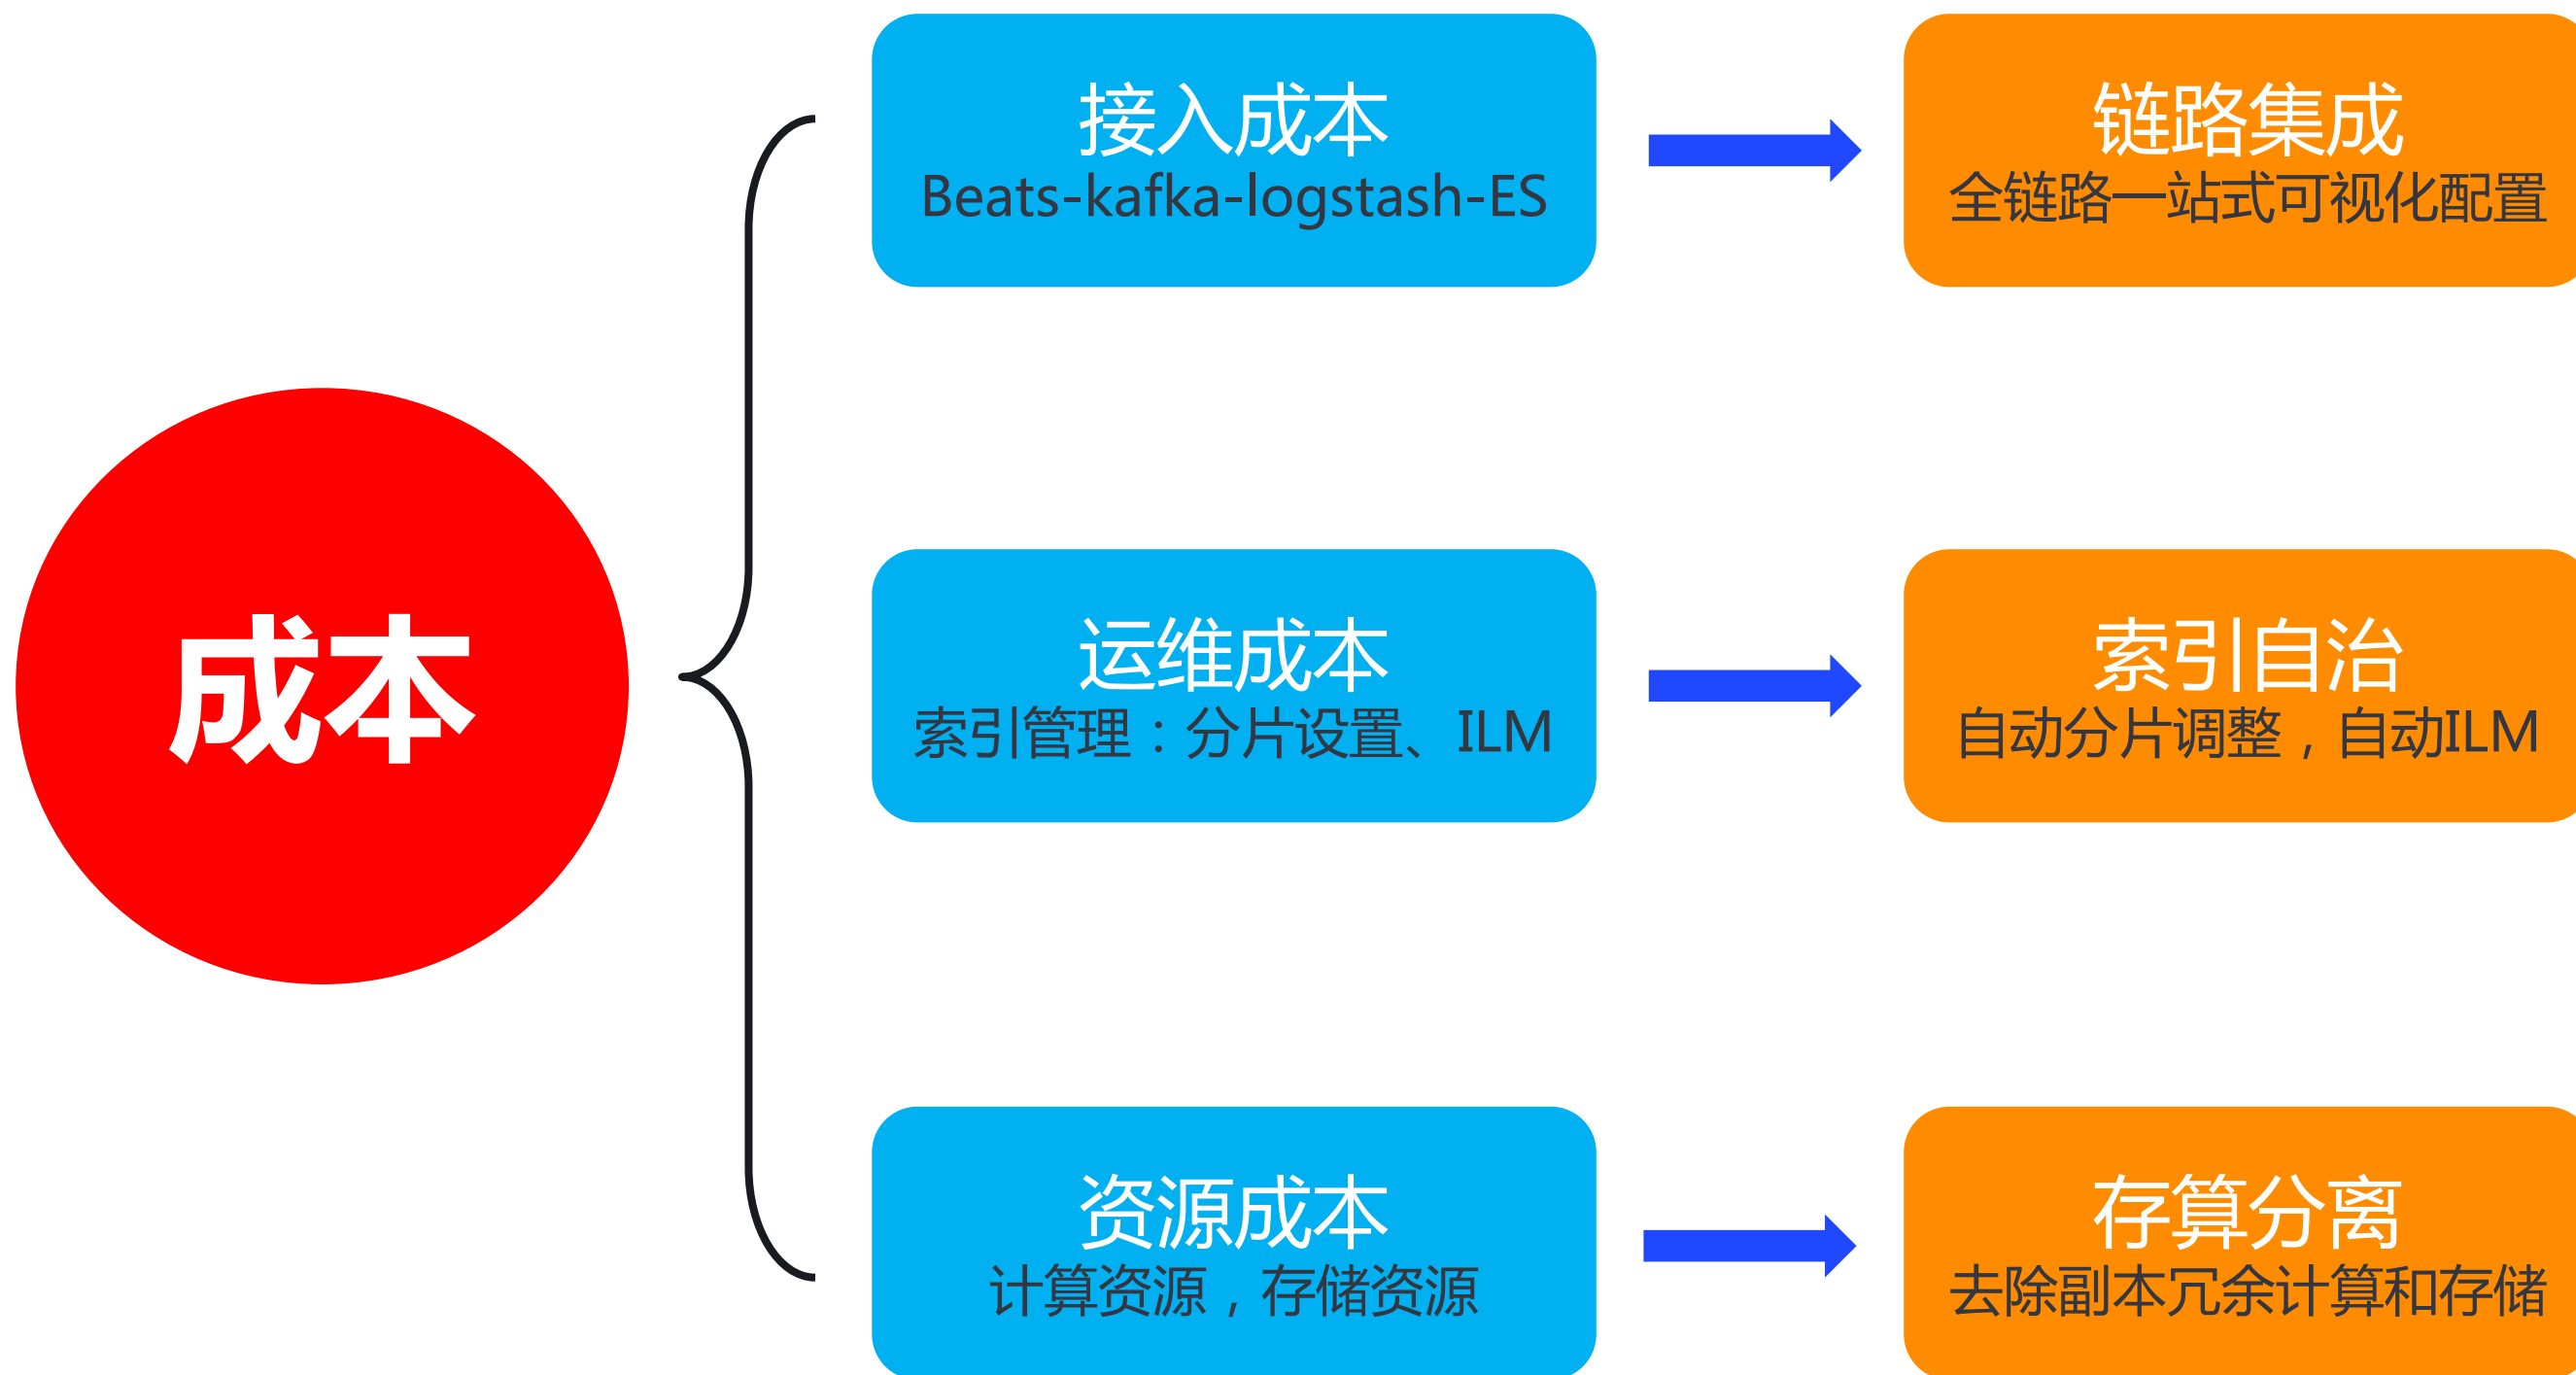 成本
接入成本
Beats-kafka-logstash-ES
链路集成
全链路一站式可视化配置
运维成本
索引管理：分片设置、ILM
索引自治
自动分片调整，自动ILM
资源成本
计算资源，存储资源
存算分离
去除副本冗余计算和存储